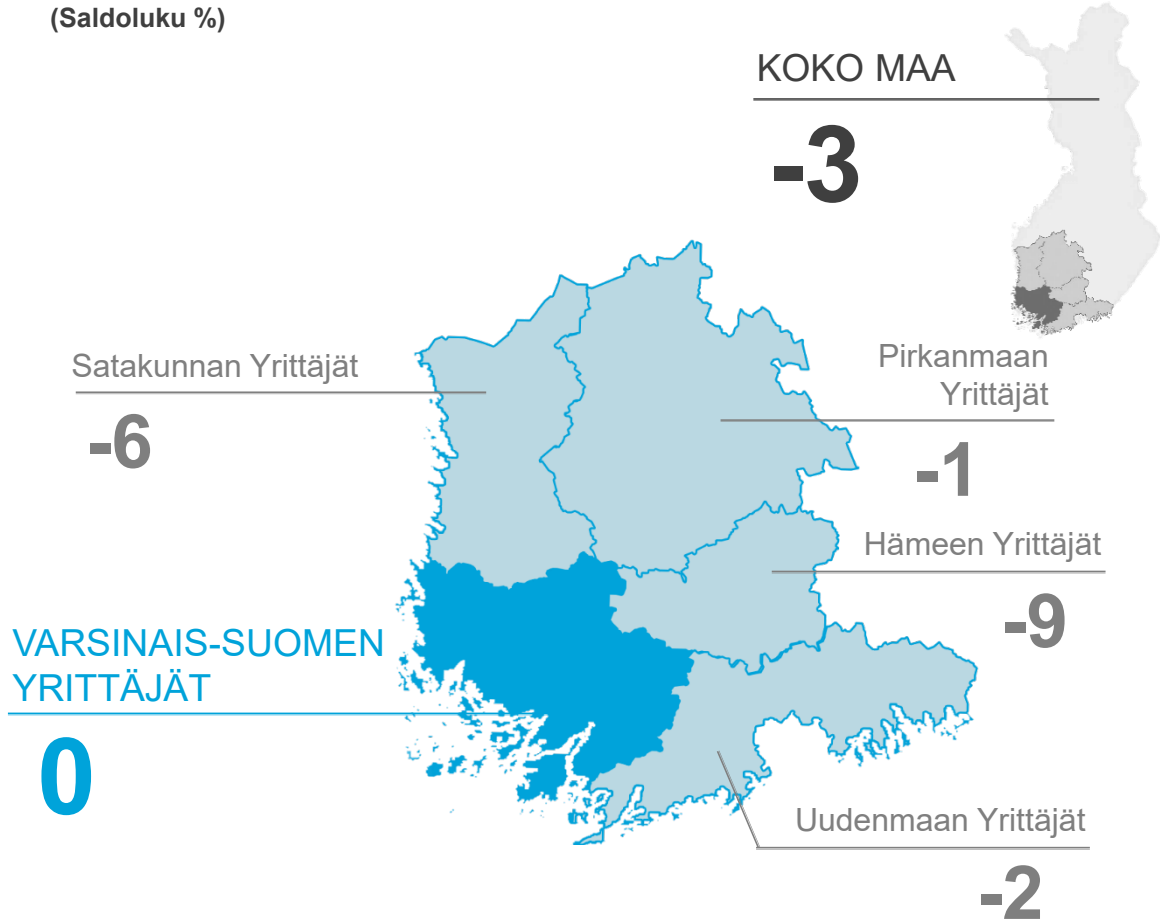 (Saldoluku %)
KOKO MAA
-3
Satakunnan Yrittäjät
-6
Pirkanmaan
Yrittäjät
-1
Hämeen Yrittäjät
-9
VARSINAIS-SUOMEN
YRITTÄJÄT
0
Uudenmaan Yrittäjät
-2